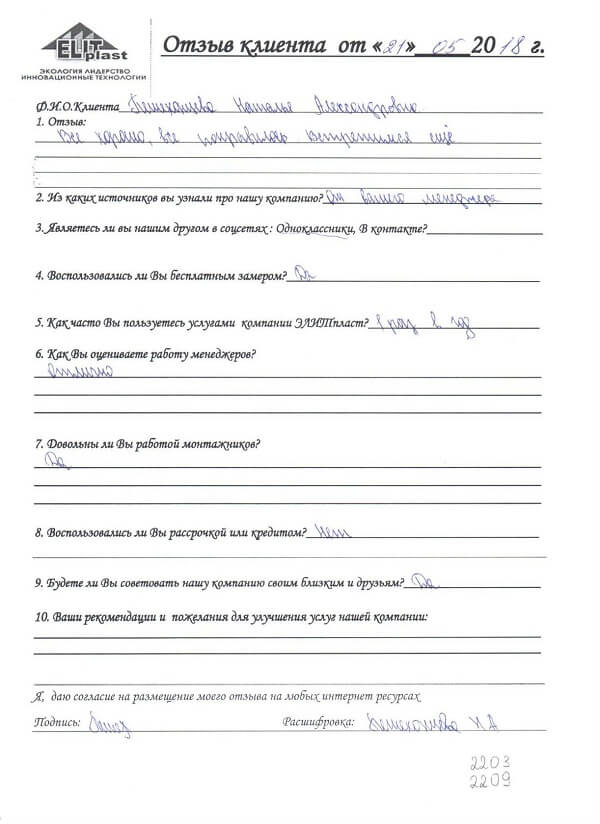 ELIT plast
ЭКОЛОГИЯ ЛИДЕРСТВО
ИННОВАЦИОННЫЕ ТЕХНОЛОГИИ
Отзыв клиента от «21» 05 2018 г.
Ф.И.О.Клиента Наталье Александровна
1. Отзыв:
Все хорошо, все понравилось встретимся ещё
2. Из каких источников вы узнали про нашу компанию? От вашего менеджера
3. Являетесь ли вы нашим другом в соцсетях : Одноклассники, В контакте?
4. Воспользовались ли Вы бесплатным замером? Да
5. Как часто Вы пользуетесь услугами компании ЭЛИТпласт? 1 раз в год
6. Как Вы оцениваете работу менеджеров?
отлично
7. Довольны ли Вы работой монтажников?
Да
8. Воспользовались ли Вы рассрочкой или кредитом? Нет
9. Будете ли Вы советовать нашу компанию своим близким и друзьям? Да
10. Ваши рекомендации и пожелания для улучшения услуг нашей компании:
Я, даю согласие на размещение моего отзыва на любых интернет ресурсах
Подпись: Расшифровка: Н А
2203
2209